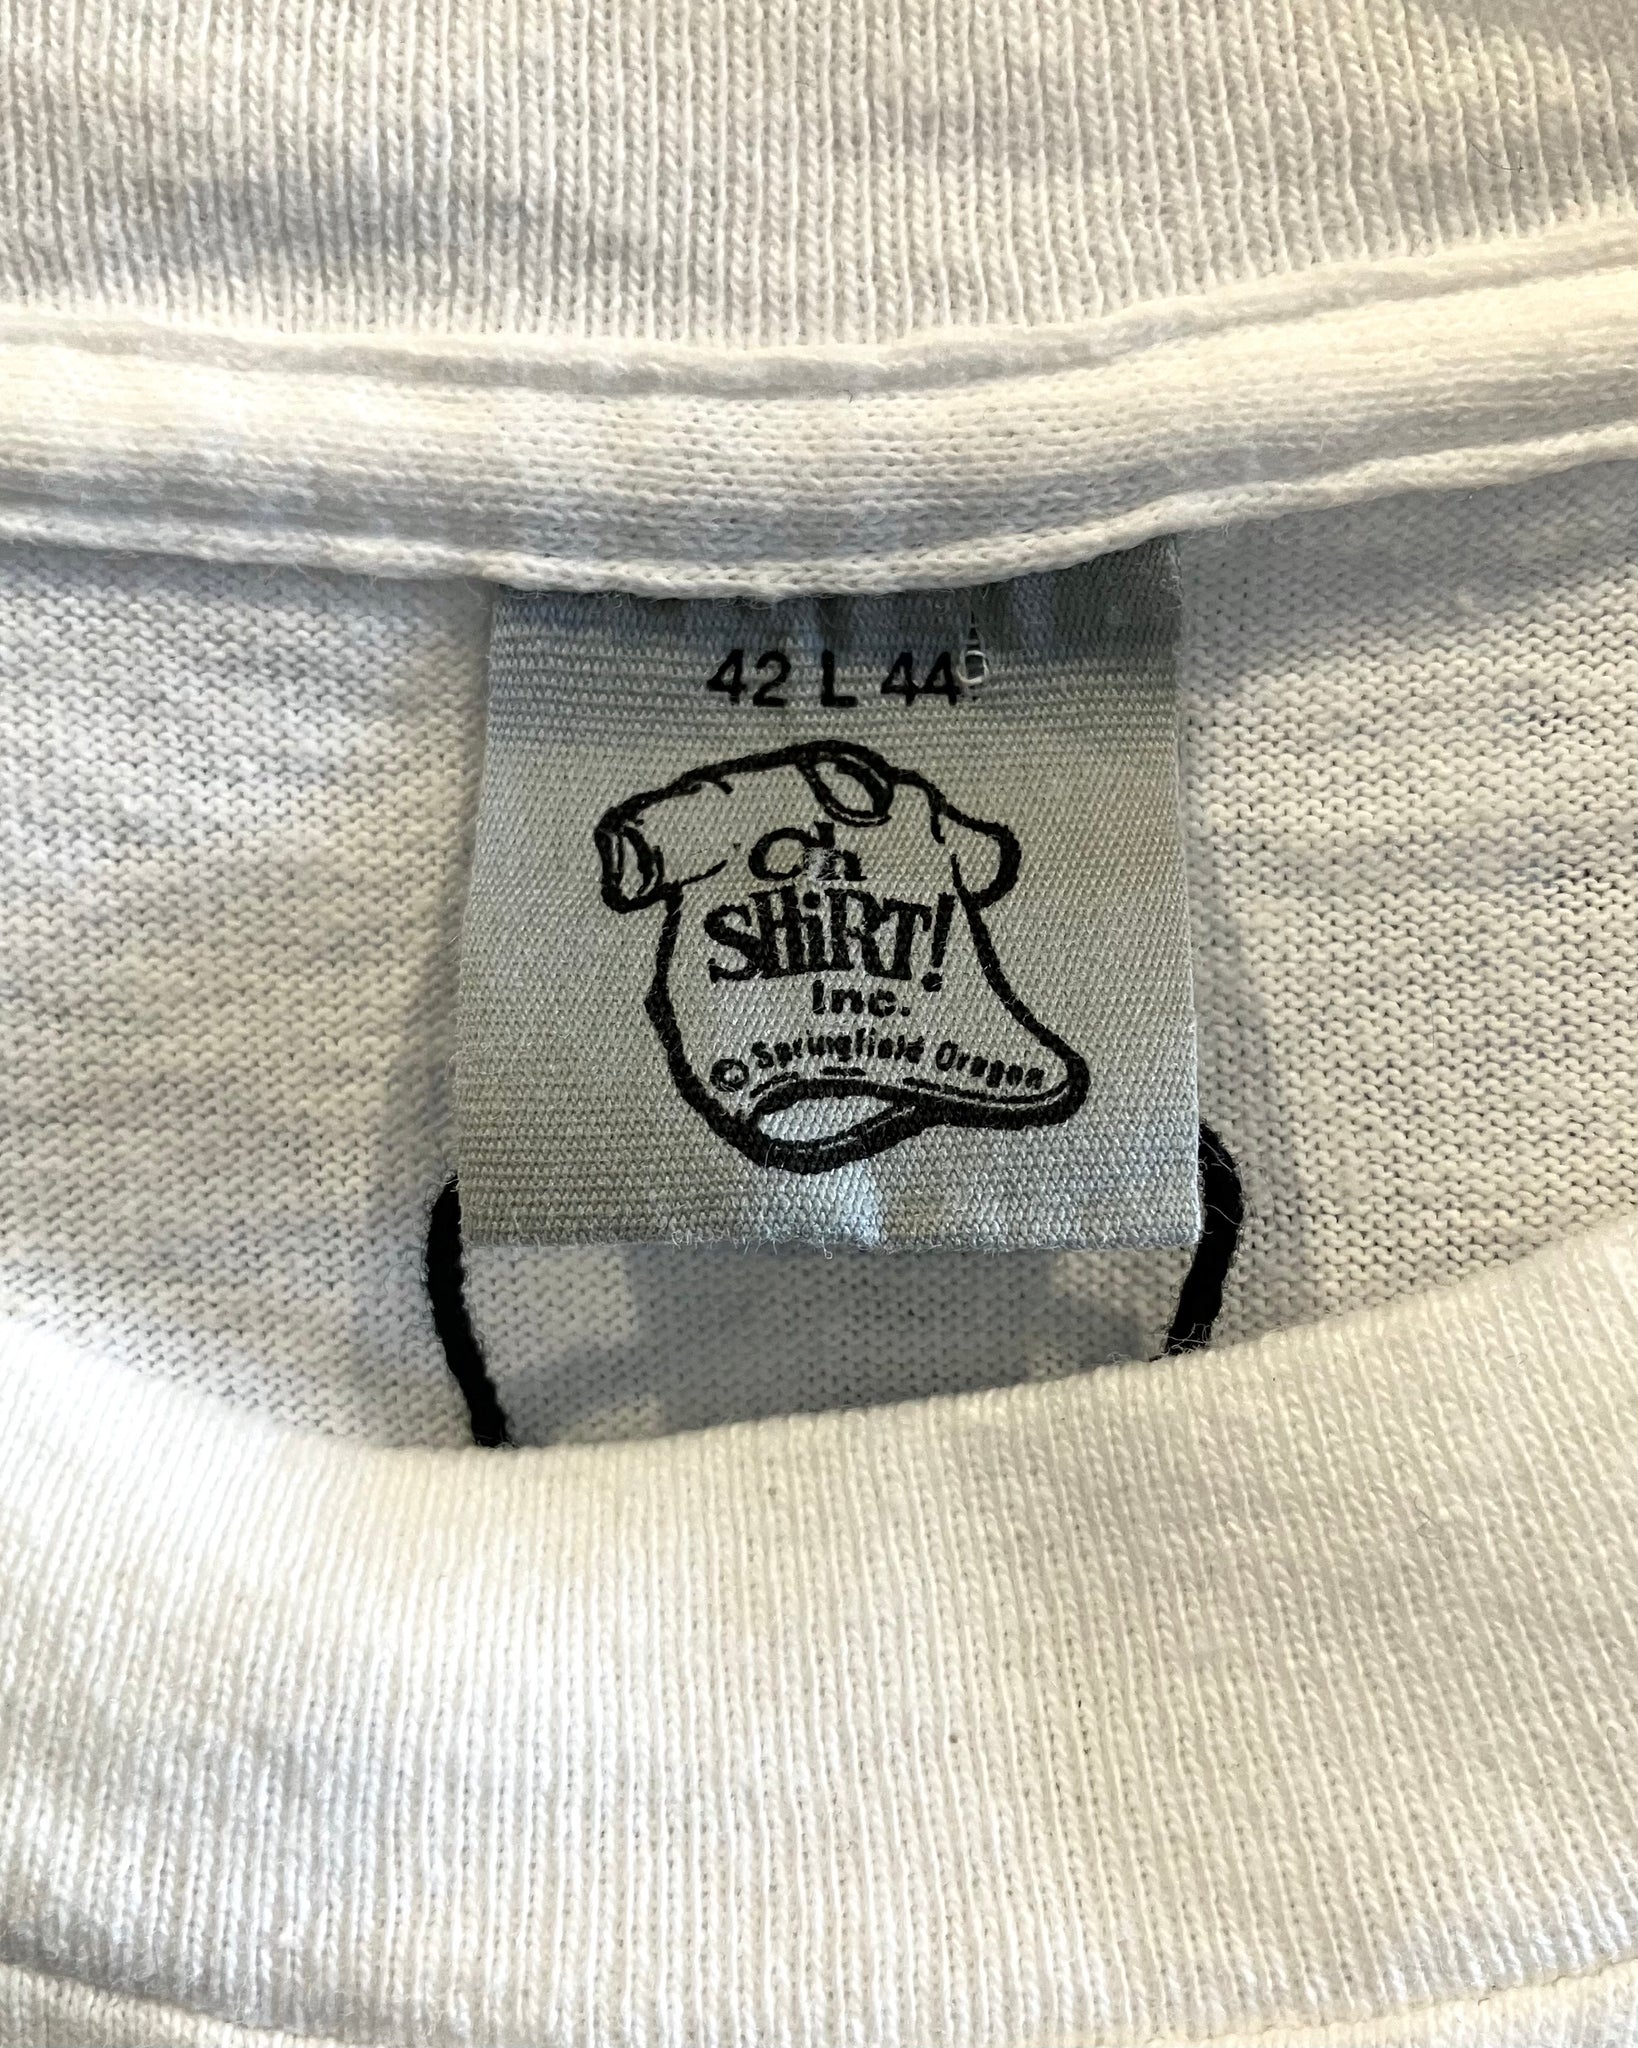 42 L 44
Oh
SHiRT!
Inc.
© Springfield Oregon